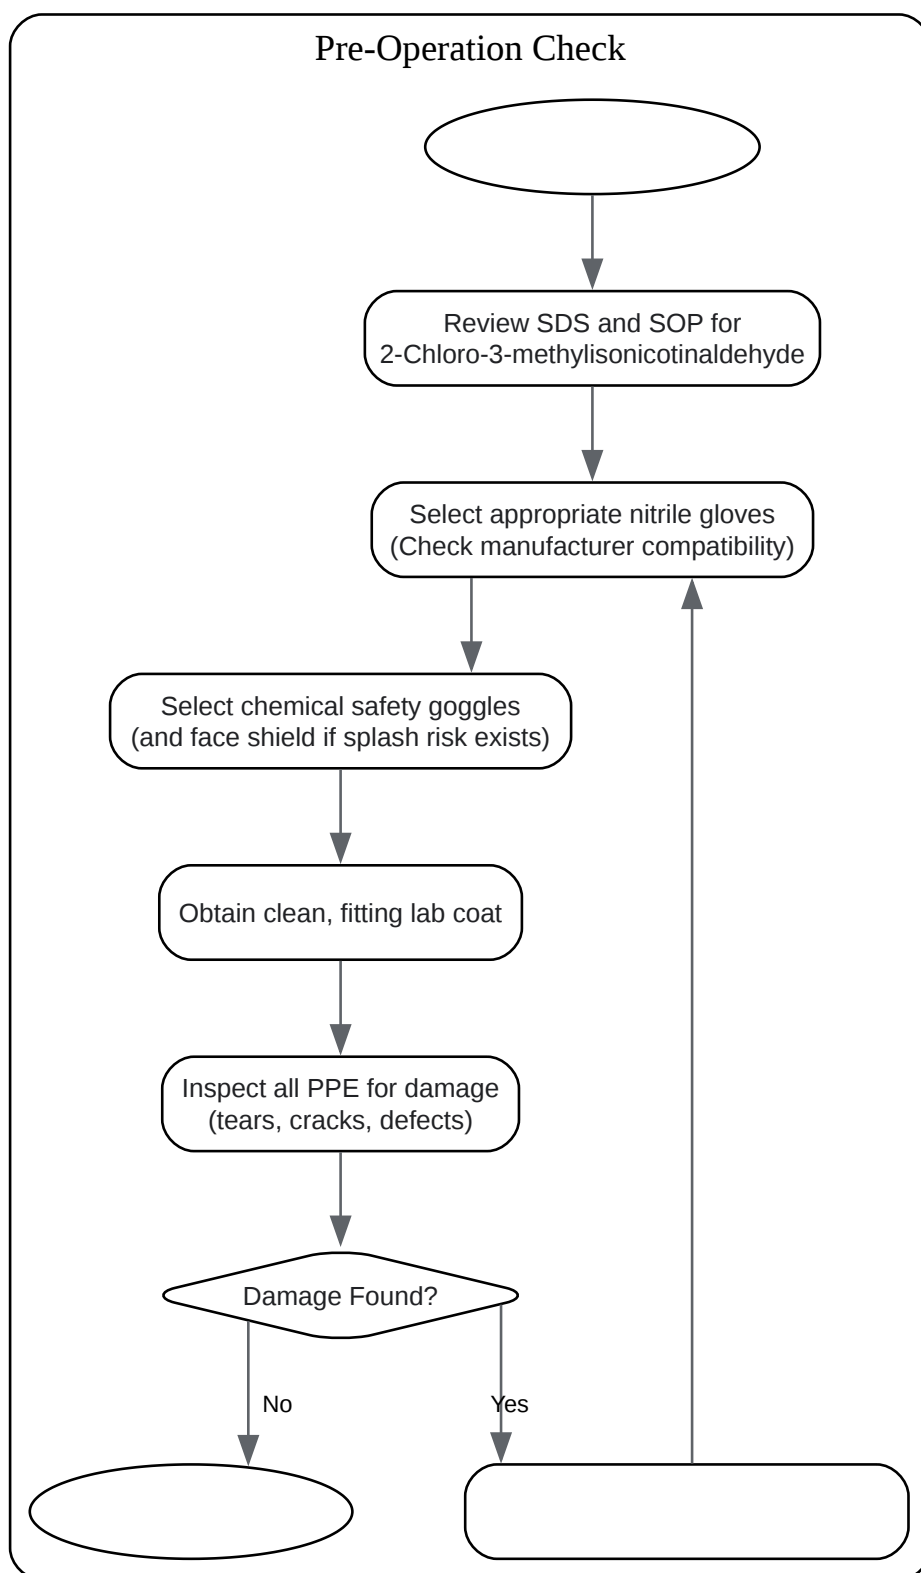 Pre-Operation Check
Review SDS and SOP for
2-Chloro-3-methylisonicotinaldehyde
Select appropriate nitrile gloves
(Check manufacturer compatibility)
Select chemical safety goggles
(and face shield if splash risk exists)
Obtain clean, fitting lab coat
Inspect all PPE for damage
(tears, cracks, defects)
Damage Found?
No
Yes